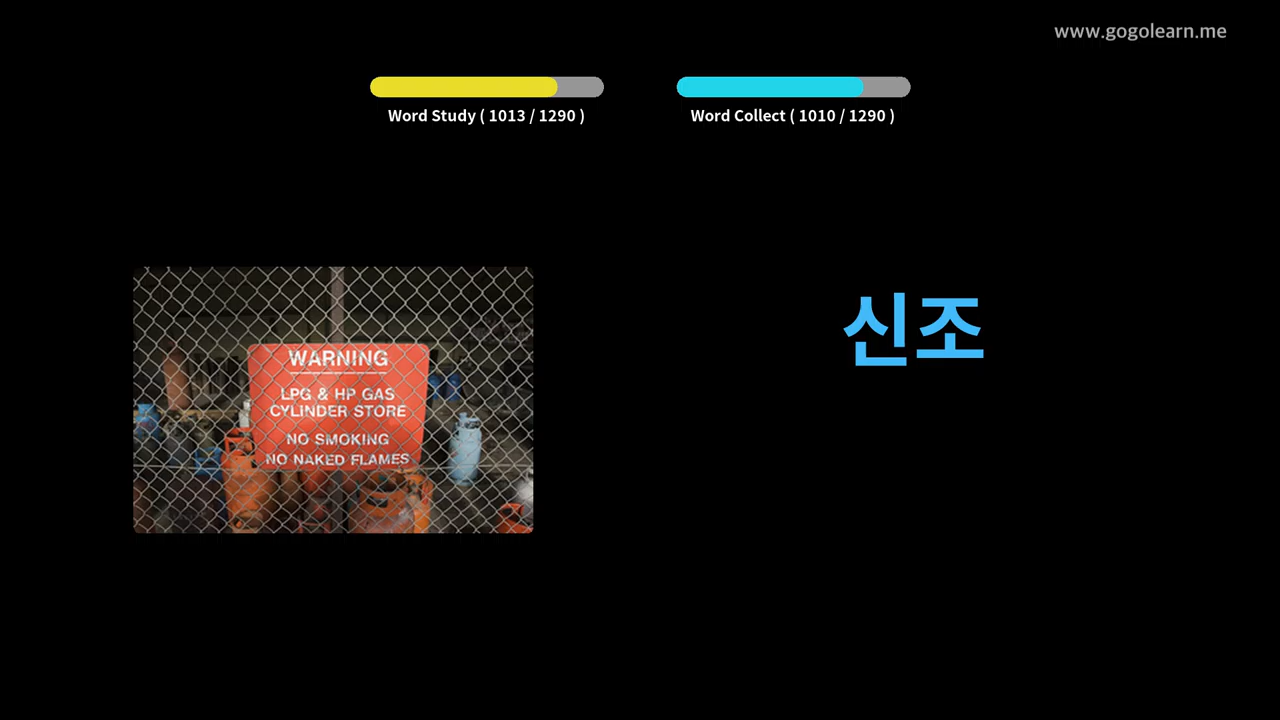 www.gogolearn.me
Word Study ( 1013 / 1290 )
Word Collect ( 1010 / 1290 )
신조
WARNING
LPG & HP GAS
CYLINDER STORE
NO SMOKING
NO NAKED FLAMES